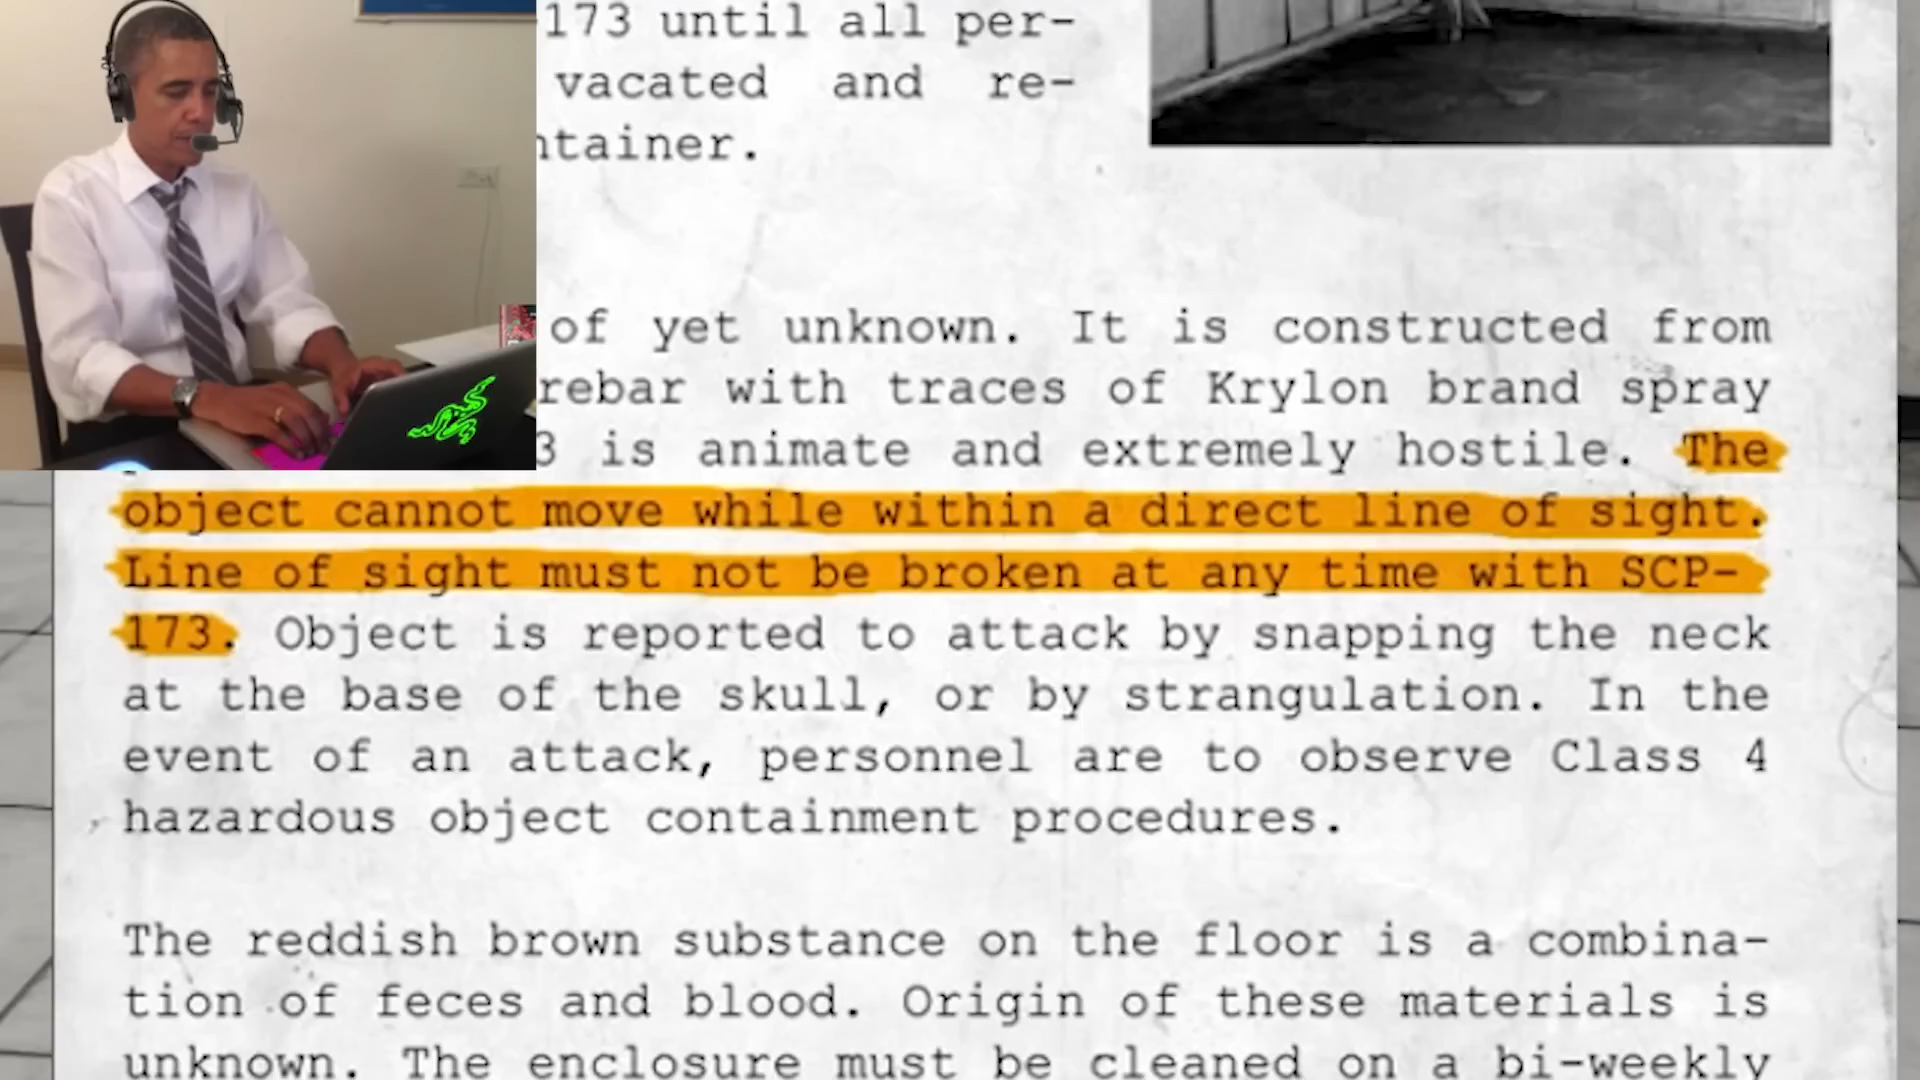 173 until all per-
vacated and re-
ntainer.
of yet unknown. It is constructed from
rebar with traces of Krylon brand spray
3 is animate and extremely hostile. The
object cannot move while within a direct line of sight.
Line of sight must not be broken at any time with SCP-
173. Object is reported to attack by snapping the neck
at the base of the skull, or by strangulation. In the
event of an attack, personnel are to observe Class 4
hazardous object containment procedures.
The reddish brown substance on the floor is a combina-
tion of feces and blood. Origin of these materials is
unknown. The enclosure must be cleaned on a bi-weekly